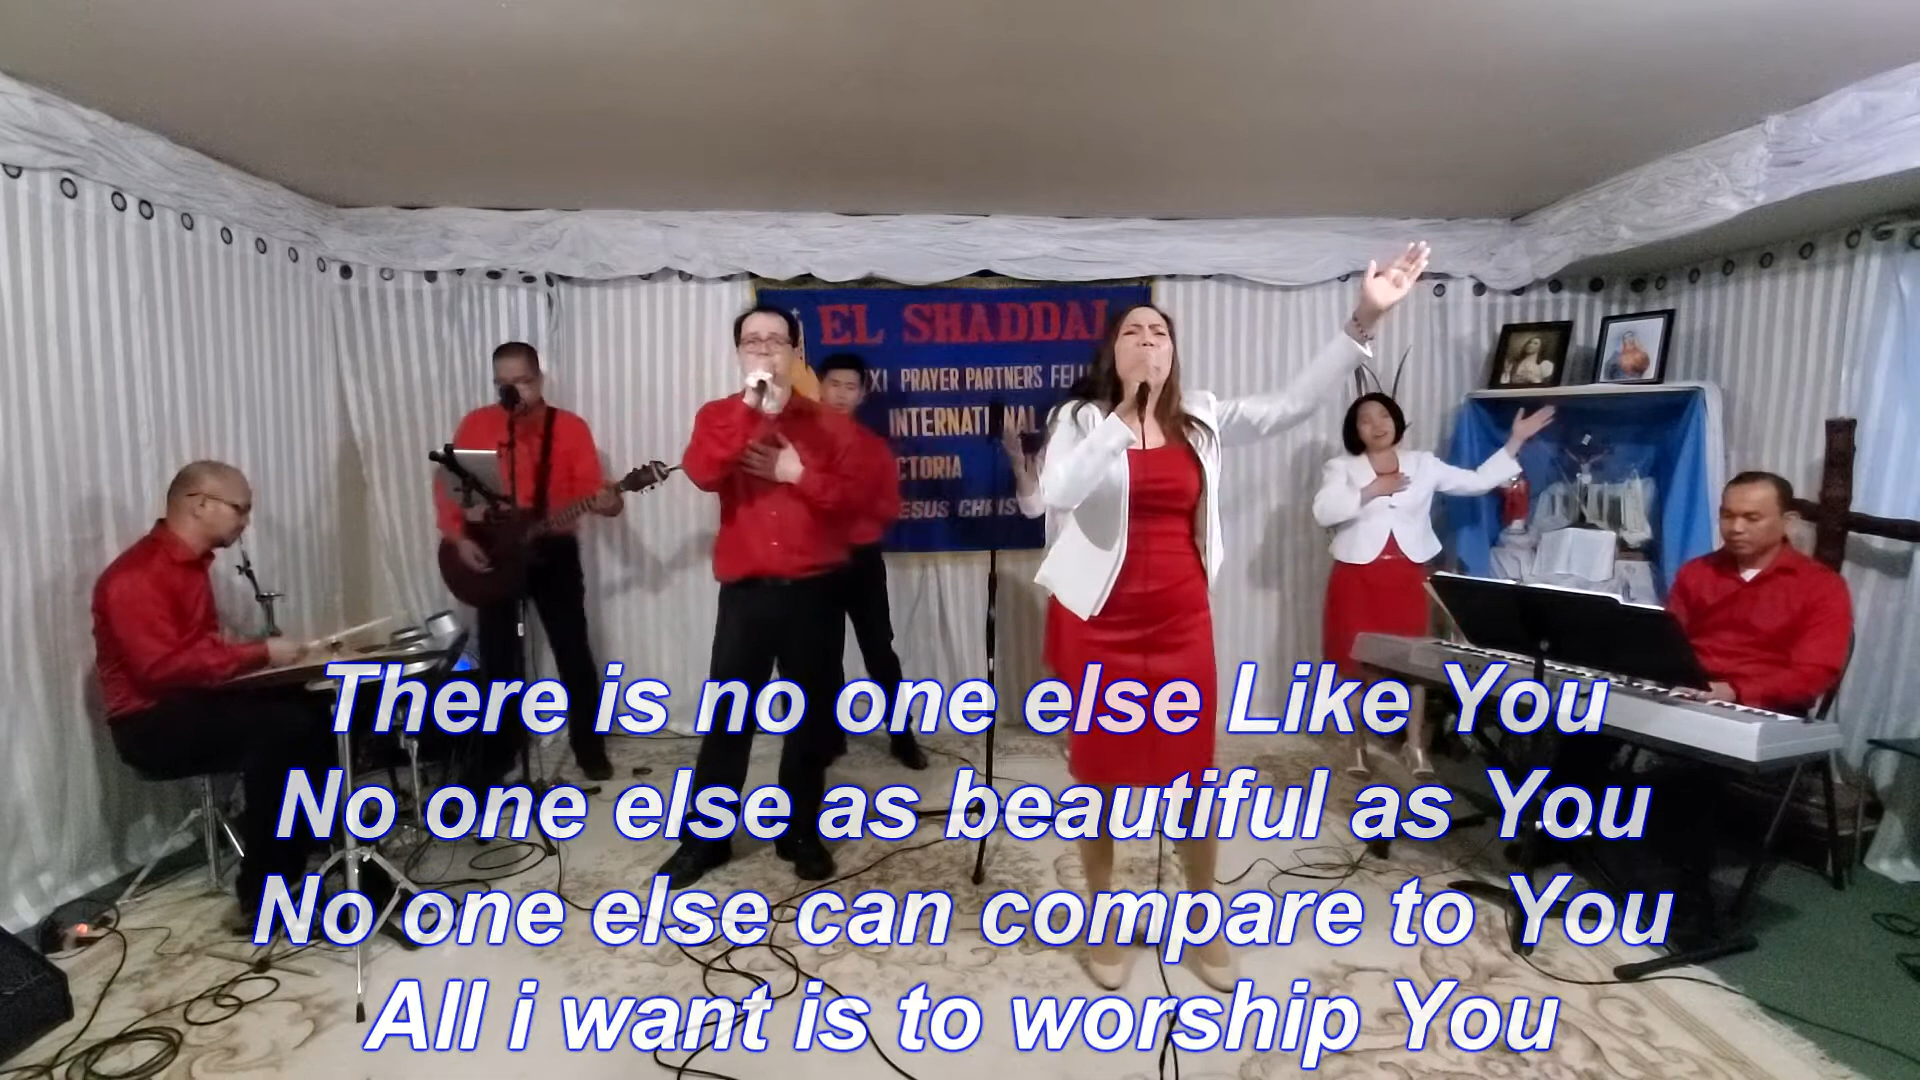 EL SHADDAI
PRAYER PARTNERS
INTERNATIONAL
There is no one else Like You
No one else as beautiful as You
No one else can compare to You
All i want is to worship You